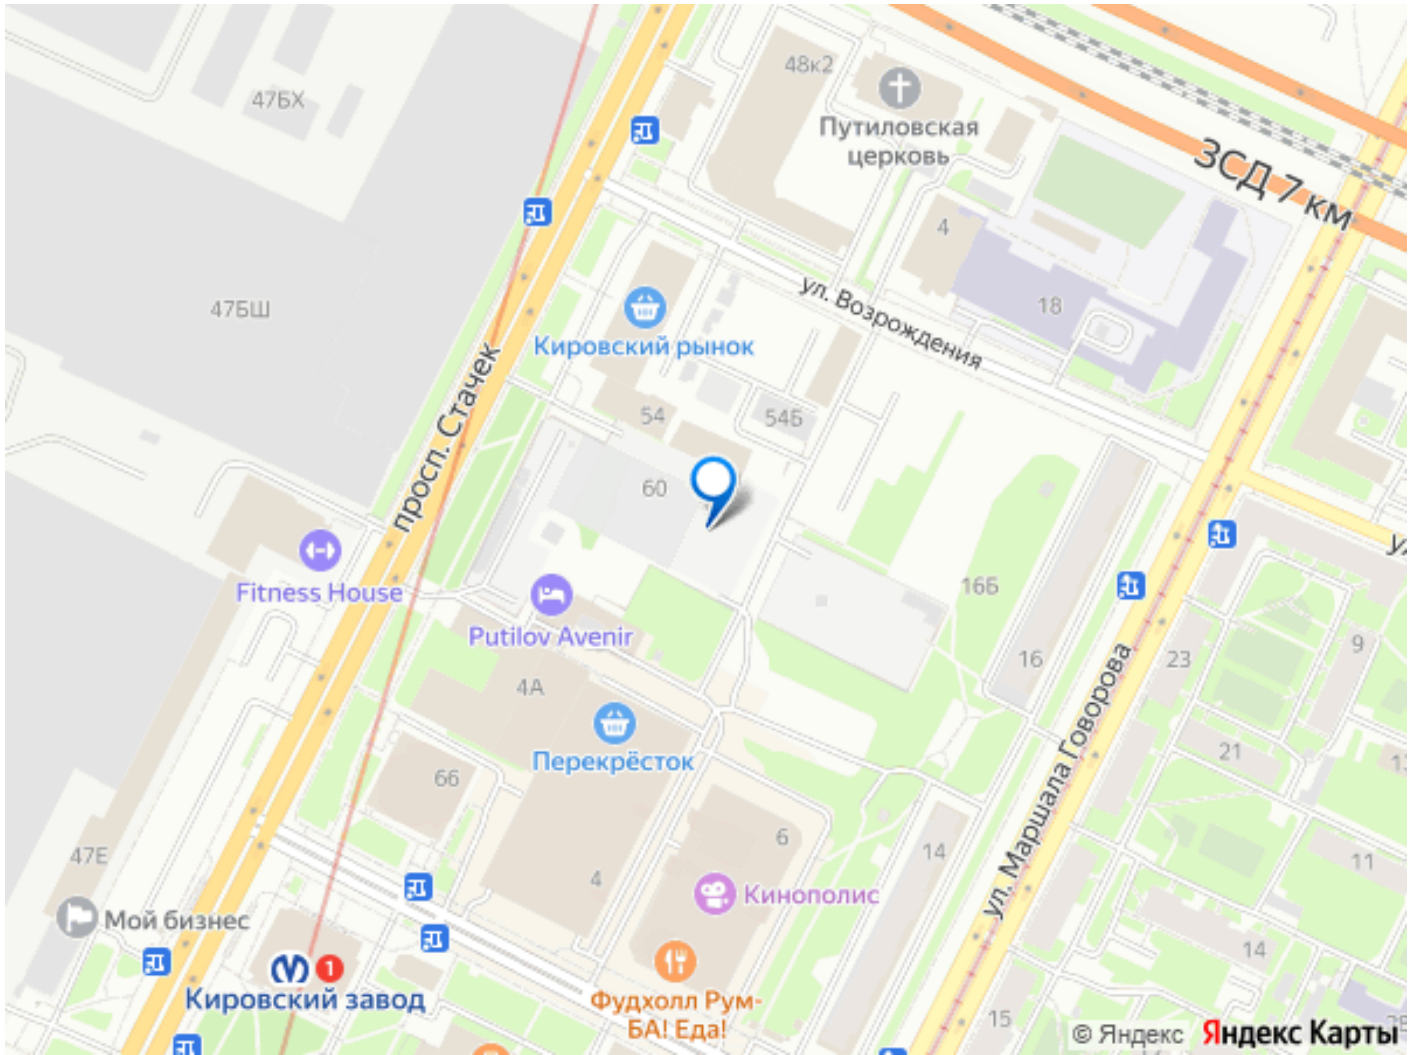 48к2
47БХ
Путиловская
церковь
ЗСД 7 км
4
47БШ
18
ул. Возрождения
Кировский рынок
просп. Стачек
54
54Б
60
Fitness House
16Б
Putilov Avenir
16
23
9
ул. Маршала Говорова
4А
21
Перекрёсток
66
6
14
11
47Е
4
Кинополис
Мой бизнес
14
1
Кировский завод
Фудхолл Рум-
БА! Еда!
15
© Яндекс Яндекс Карты